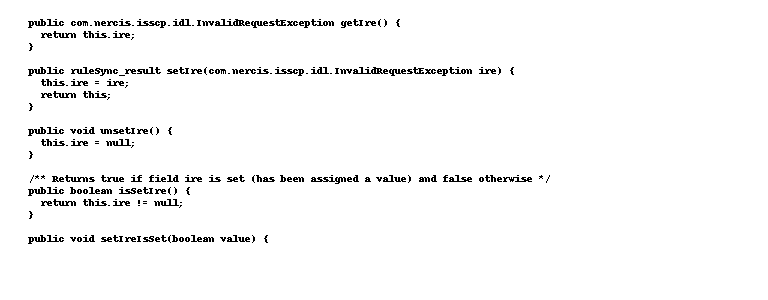 public com.nercis.isscp.idl.InvalidRequestException getIre() {
return this.ire;
}
public ruleSync_result setIre(com.nercis.isscp.idl.InvalidRequestException ire) {
this.ire = ire;
return this;
}
public void unsetIre() {
this.ire = null;
}
/** Returns true if field ire is set (has been assigned a value) and false otherwise */
public boolean isSetIre() {
return this.ire != null;
}
public void setIreIsSet(boolean value) {